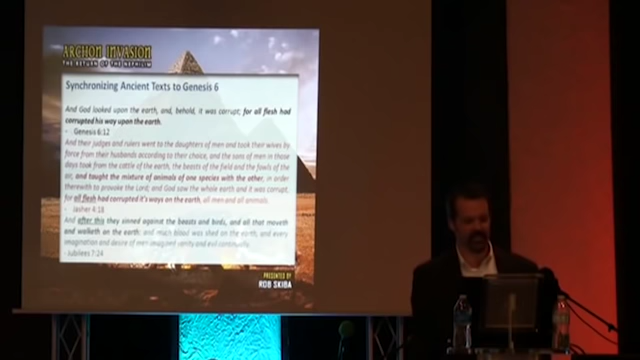 ARCHON INVASION
THE RETURN OF THE NEPHILIM
Synchronizing Ancient Texts to Genesis 6
And God looked upon the earth, and, behold, it was corrupt; for all flesh had
corrupted his way upon the earth.
- Genesis 6:12
And their judges and rulers went to the daughters of men and took their wives by
force from their husbands according to their choice, and the sons of men in those
days took from the cattle of the earth, the beasts of the field and the fowls of the
air, and taught the mixture of animals of one species with the other, in order
therewith to provoke the Lord; and God saw the whole earth and it was corrupt,
for all flesh had corrupted it's ways on the earth, all men and all animals.
- Jasher 4:18
And after this they sinned against the beasts and birds, and all that moveth
and walketh on the earth: and much blood was shed on the earth, and every
imagination and desire of men imagined vanity and evil continually.
- Jubilees 7:24
PRESENTED BY
ROB SKIBA